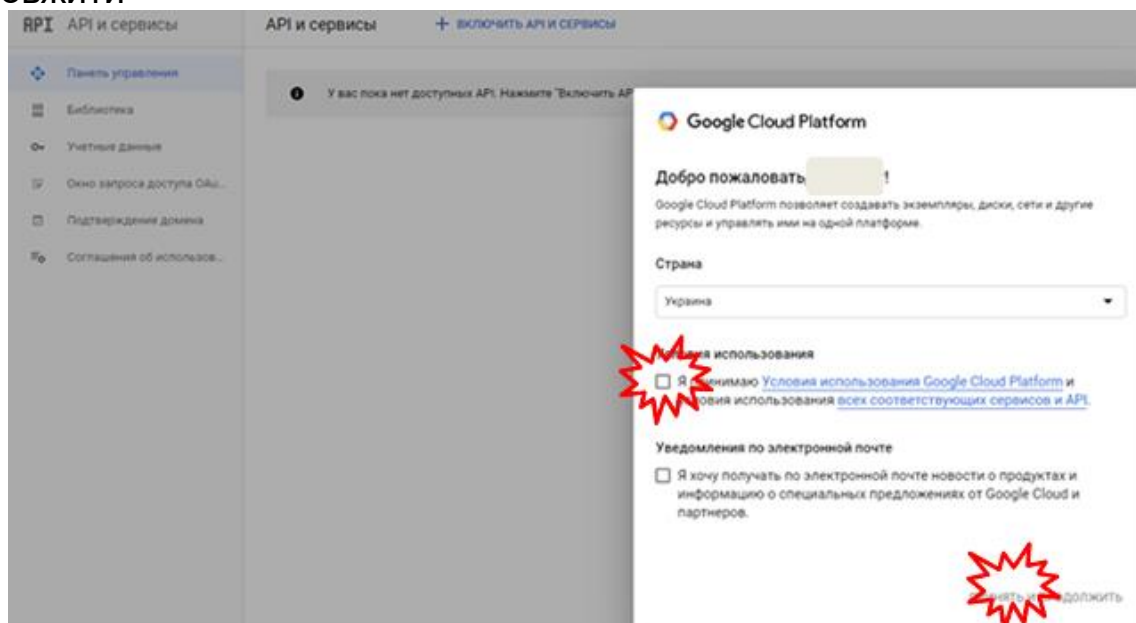 API API и сервисы
API и сервисы
ВКЛЮЧИТЬ API И СЕРВИСЫ
Панель управления
У вас пока нет доступных API. Нажмите "Включить AP
Библиотека
Учетные данные
Окно запроса доступа OAu...
Подтверждение домена
Соглашения об использов...
Google Cloud Platform
Добро пожаловать, !
Google Cloud Platform позволяет создавать экземпляры, диски, сети и другие
ресурсы и управлять ими на одной платформе.
Страна
Украина
использования
Я принимаю Условия использования Google Cloud Platform и
условия использования всех соответствующих сервисов и API.
Уведомления по электронной почте
Я хочу получать по электронной почте новости о продуктах и
информацию о специальных предложениях от Google Cloud и
партнеров.